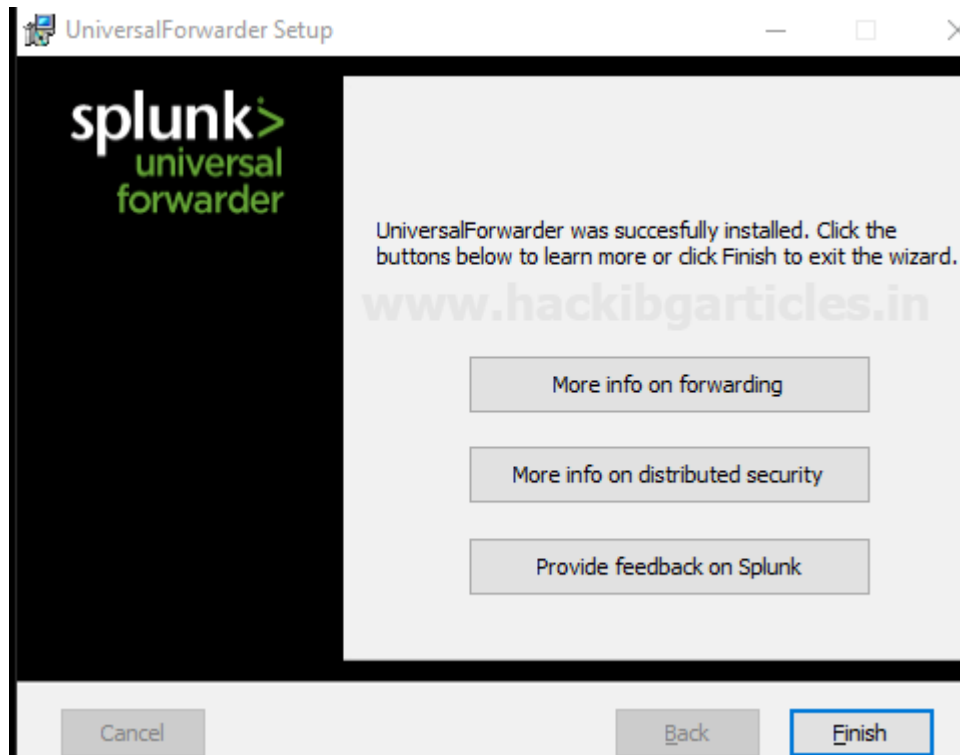 UniversalForwarder Setup
splunk>
universal
forwarder
UniversalForwarder was succesfully installed. Click the
buttons below to learn more or click Finish to exit the wizard.
www.hackibgarticles.in
More info on forwarding
More info on distributed security
Provide feedback on Splunk
Cancel
Back
Finish